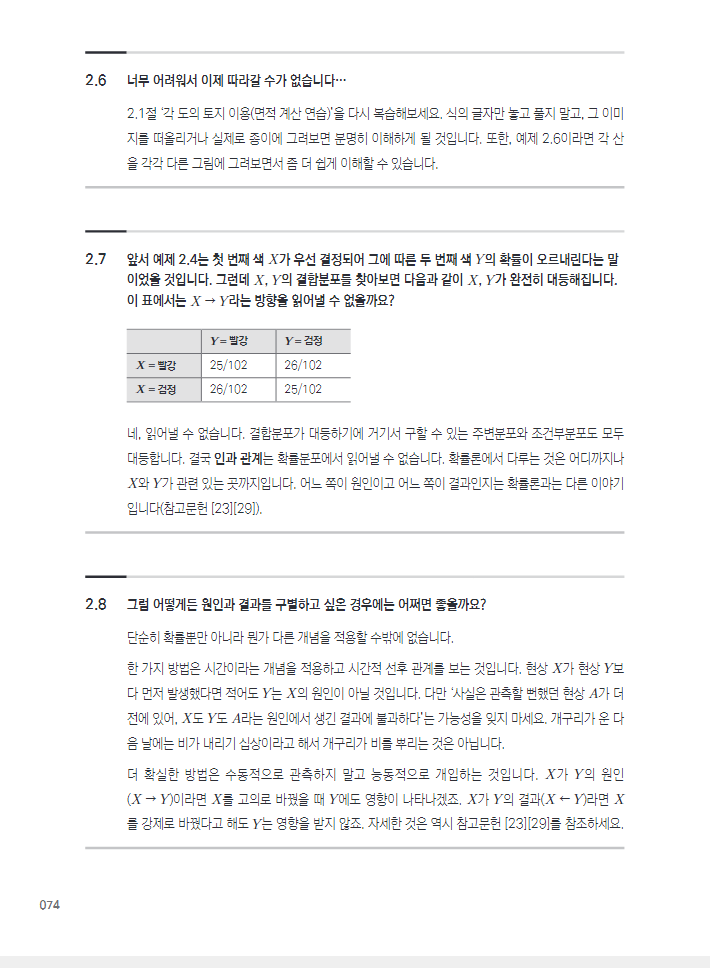 2.6 너무 어려워서 이제 따라갈 수가 없습니다…
2.1절 ‘각 도의 토지 이용(면적 계산 연습)’을 다시 복습해보세요. 식의 글자만 놓고 풀지 말고, 그 이미
지를 떠올리거나 실제로 종이에 그려보면 분명히 이해하게 될 것입니다. 또한, 예제 2.6이라면 각 산
을 각각 다른 그림에 그려보면서 좀 더 쉽게 이해할 수 있습니다.
2.7 앞서 예제 2.4는 첫 번째 색 X가 우선 결정되어 그에 따른 두 번째 색 Y의 확률이 오르내린다는 말
이었을 것입니다. 그런데 X, Y의 결합분포를 찾아보면 다음과 같이 X, Y가 완전히 대등해집니다.
이 표에서는 X → Y라는 방향을 읽어낼 수 없을까요?
Y = 빨강 Y = 검정
X = 빨강 25/102 26/102
X = 검정 26/102 25/102
네, 읽어낼 수 없습니다. 결합분포가 대등하기에 거기서 구할 수 있는 주변분포와 조건부분포도 모두
대등합니다. 결국 인과 관계는 확률분포에서 읽어낼 수 없습니다. 확률론에서 다루는 것은 어디까지나
X와 Y가 관련 있는 곳까지입니다. 어느 쪽이 원인이고 어느 쪽이 결과인지는 확률론과는 다른 이야기
입니다(참고문헌 [23][29]).
2.8 그럼 어떻게든 원인과 결과를 구별하고 싶은 경우에는 어쩌면 좋을까요?
단순히 확률뿐만 아니라 뭔가 다른 개념을 적용할 수밖에 없습니다.
한 가지 방법은 시간이라는 개념을 적용하고 시간적 선후 관계를 보는 것입니다. 현상 X가 현상 Y보
다 먼저 발생했다면 적어도 Y는 X의 원인이 아닐 것입니다. 다만 ‘사실은 관측할 뻔했던 현상 A가 더
전에 있어, X도 Y도 A라는 원인에서 생긴 결과에 불과하다’는 가능성을 잊지 마세요. 개구리가 운 다
음 날에는 비가 내리기 십상이라고 해서 개구리가 비를 뿌리는 것은 아닙니다.
더 확실한 방법은 수동적으로 관측하지 말고 능동적으로 개입하는 것입니다. X가 Y의 원인
(X → Y)이라면 X를 고의로 바꿨을 때 Y에도 영향이 나타나겠죠. X가 Y의 결과(X ← Y)라면 X
를 강제로 바꿨다고 해도 Y는 영향을 받지 않죠. 자세한 것은 역시 참고문헌 [23][29]를 참조하세요.
074